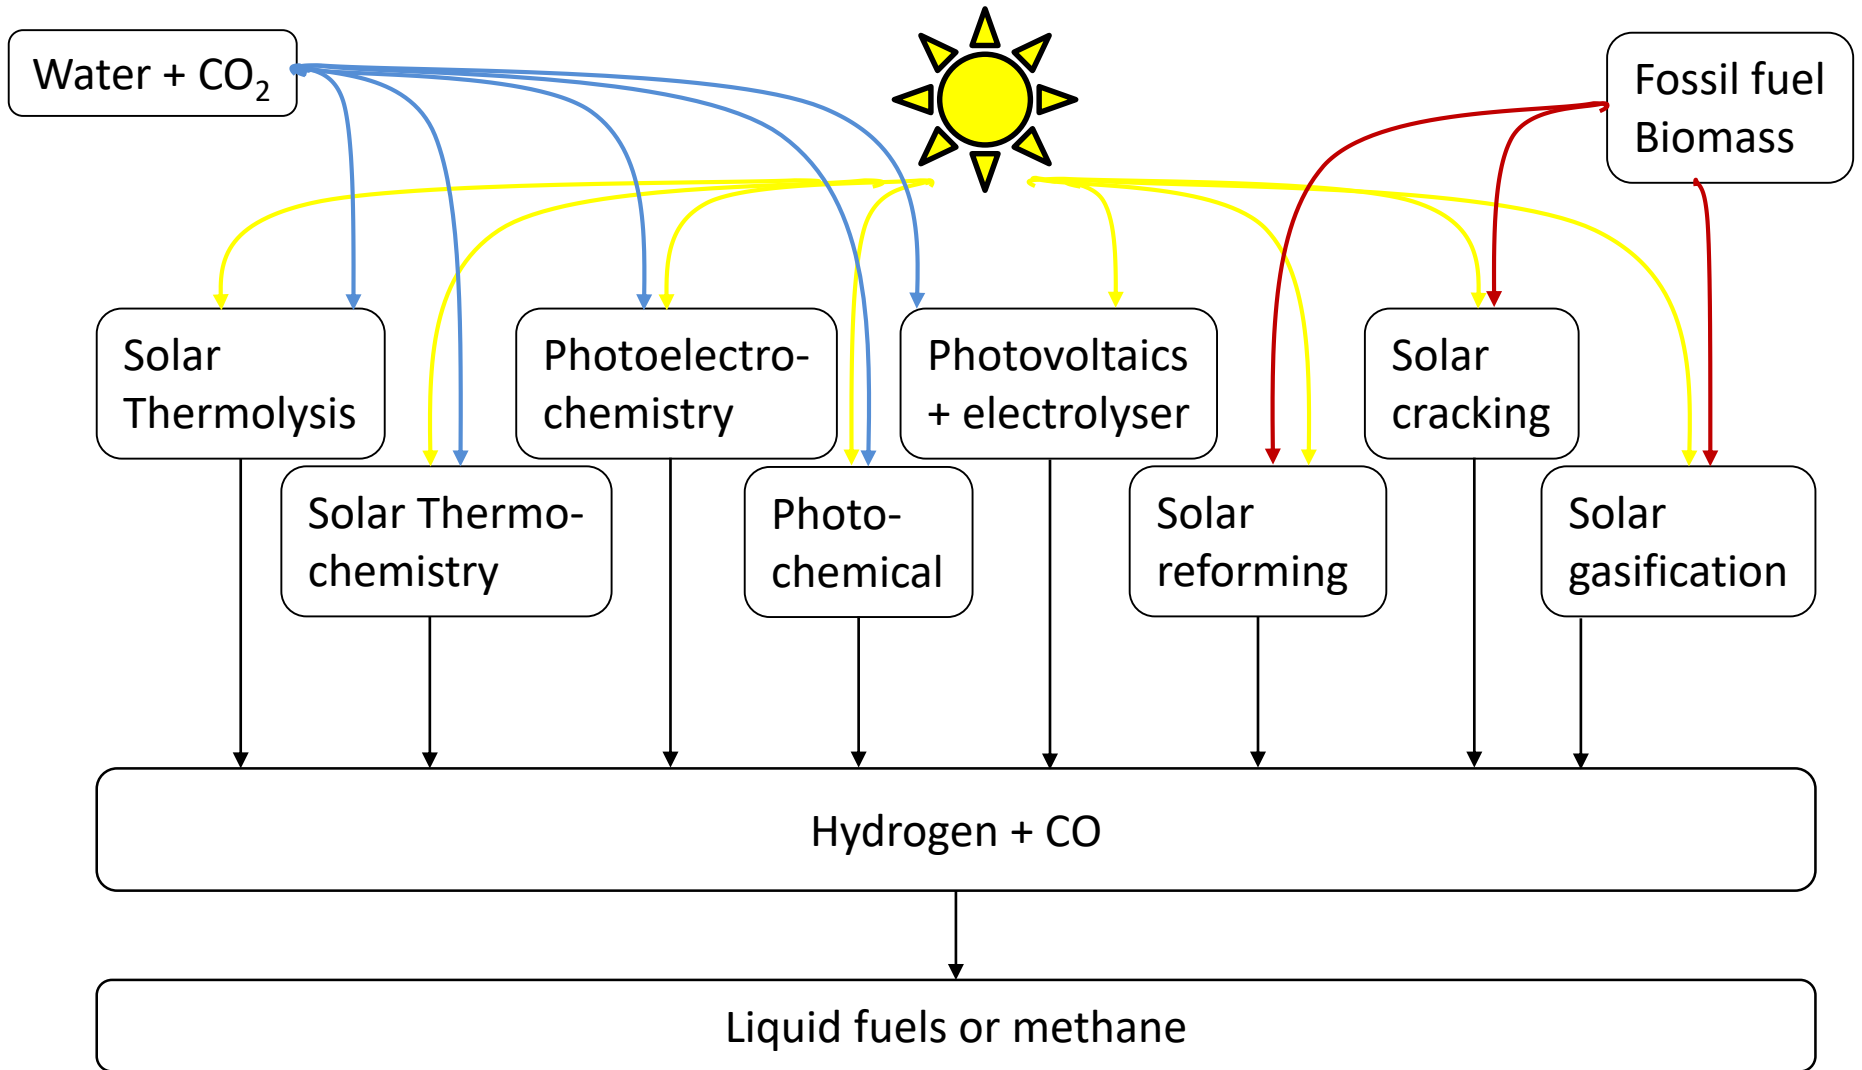 Water + CO₂
Fossil fuel
Biomass
Solar
Thermolysis
Photoelectro-
chemistry
Photovoltaics
+ electrolyser
Solar
cracking
Solar Thermo-
chemistry
Photo-
chemical
Solar
reforming
Solar
gasification
Hydrogen + CO
Liquid fuels or methane